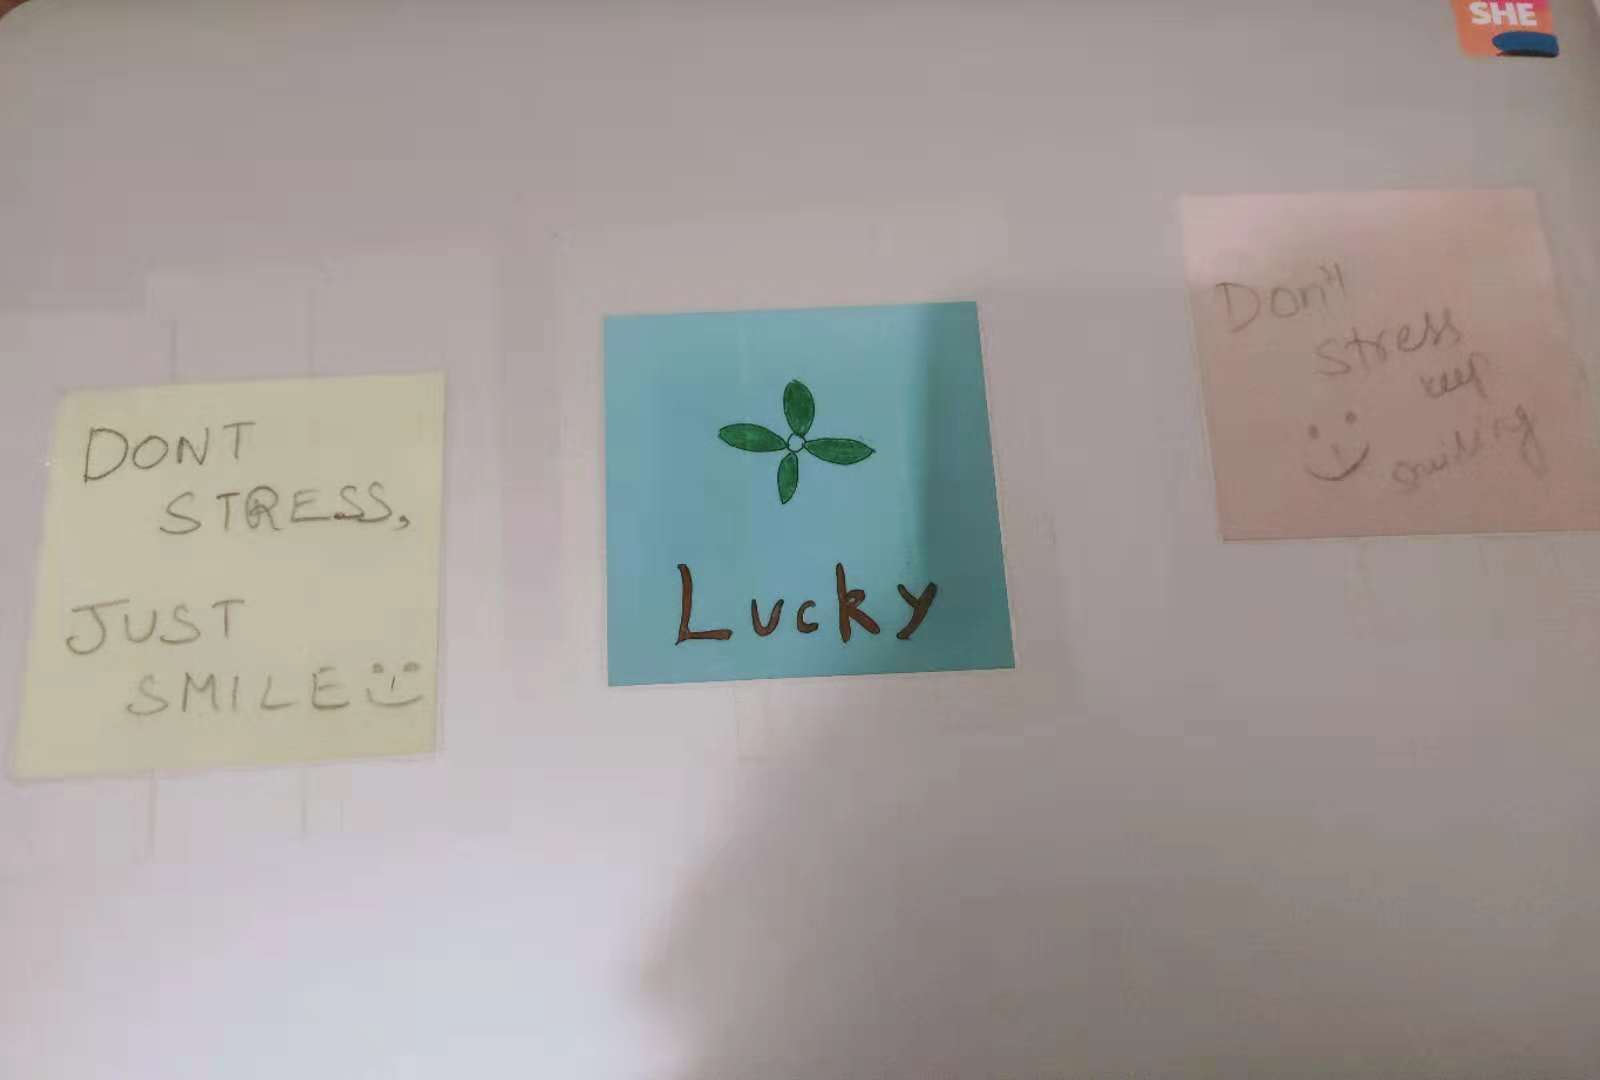 SHE
DONT
STRESS,
JUST
SMILE
Lucky
Don't
stress
keep
smiling